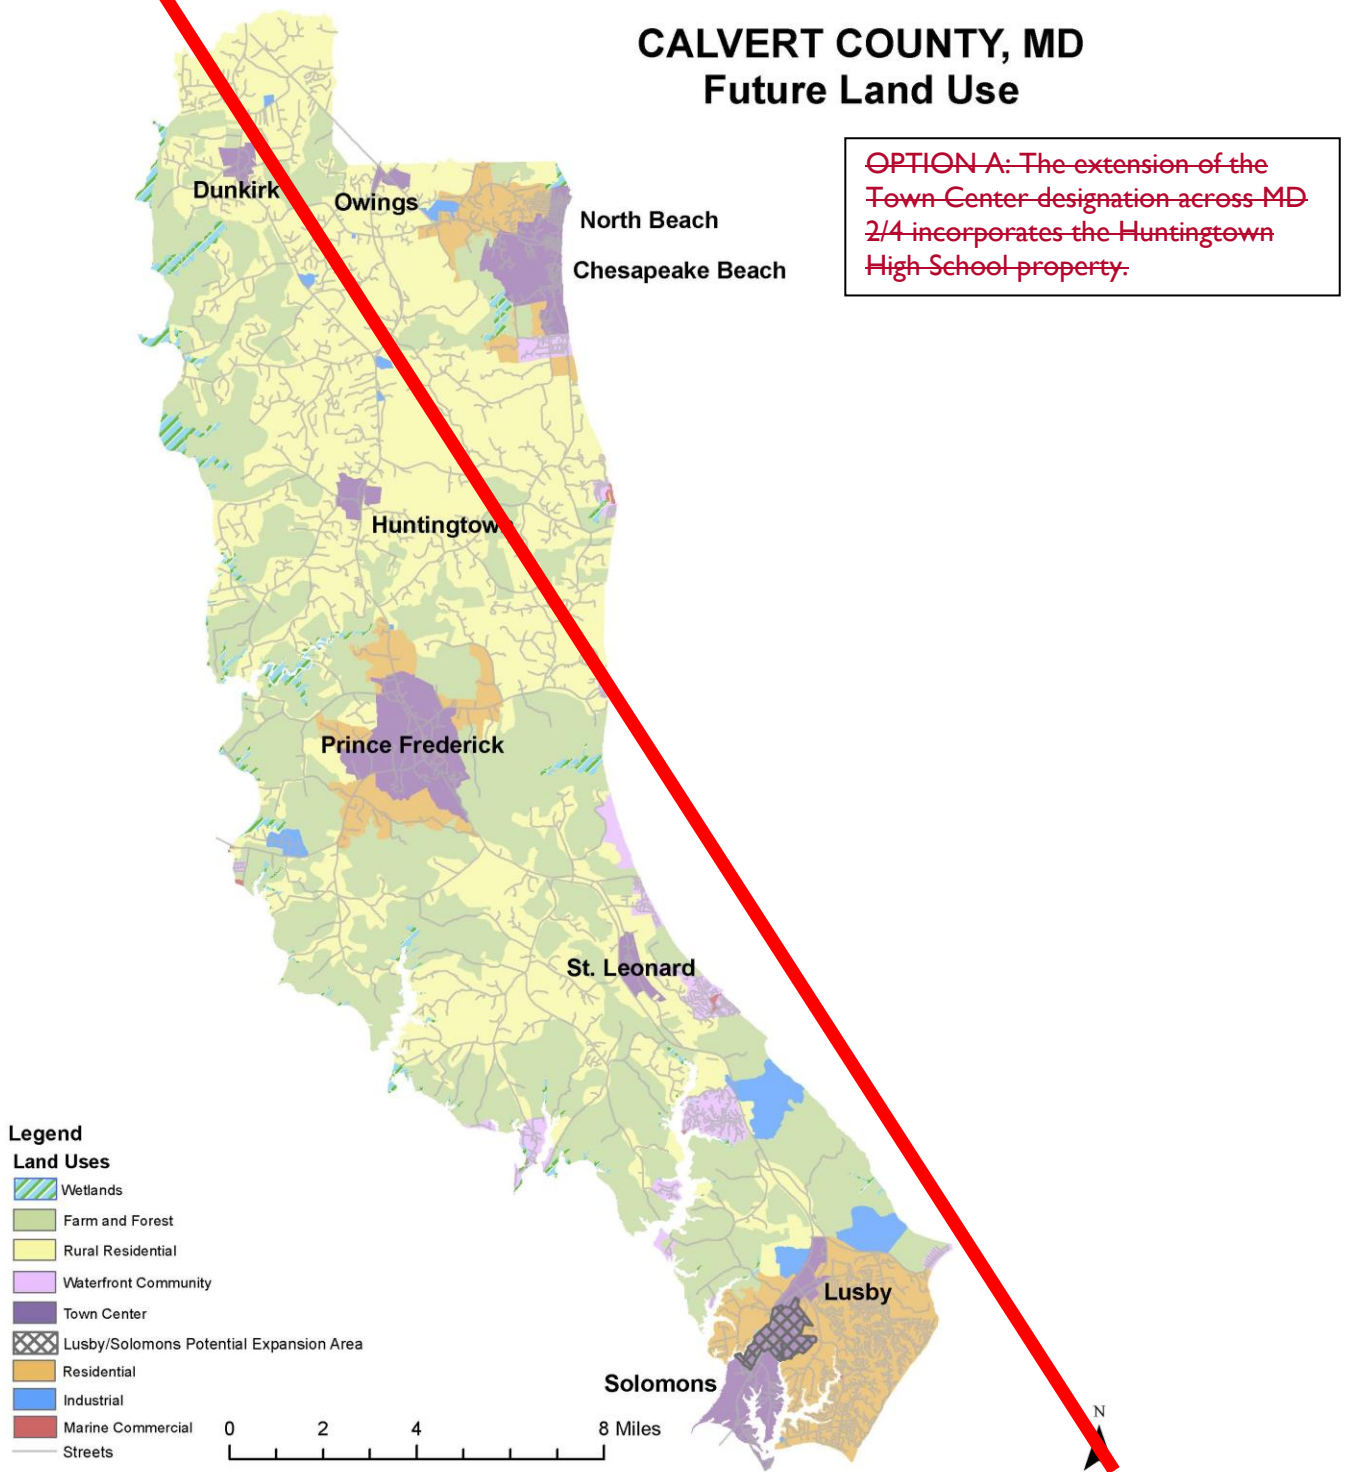 CALVERT COUNTY, MD
Future Land Use
OPTION A: The extension of the
Town Center designation across MD
2/4 incorporates the Huntingtown
High School property.
Dunkirk
Owings
North Beach
Chesapeake Beach
Huntingtown
Prince Frederick
St. Leonard
Lusby
Solomons
Legend
Land Uses
Wetlands
Farm and Forest
Rural Residential
Waterfront Community
Town Center
Lusby/Solomons Potential Expansion Area
Residential
Industrial
Marine Commercial
Streets
0 2 4 8 Miles
N